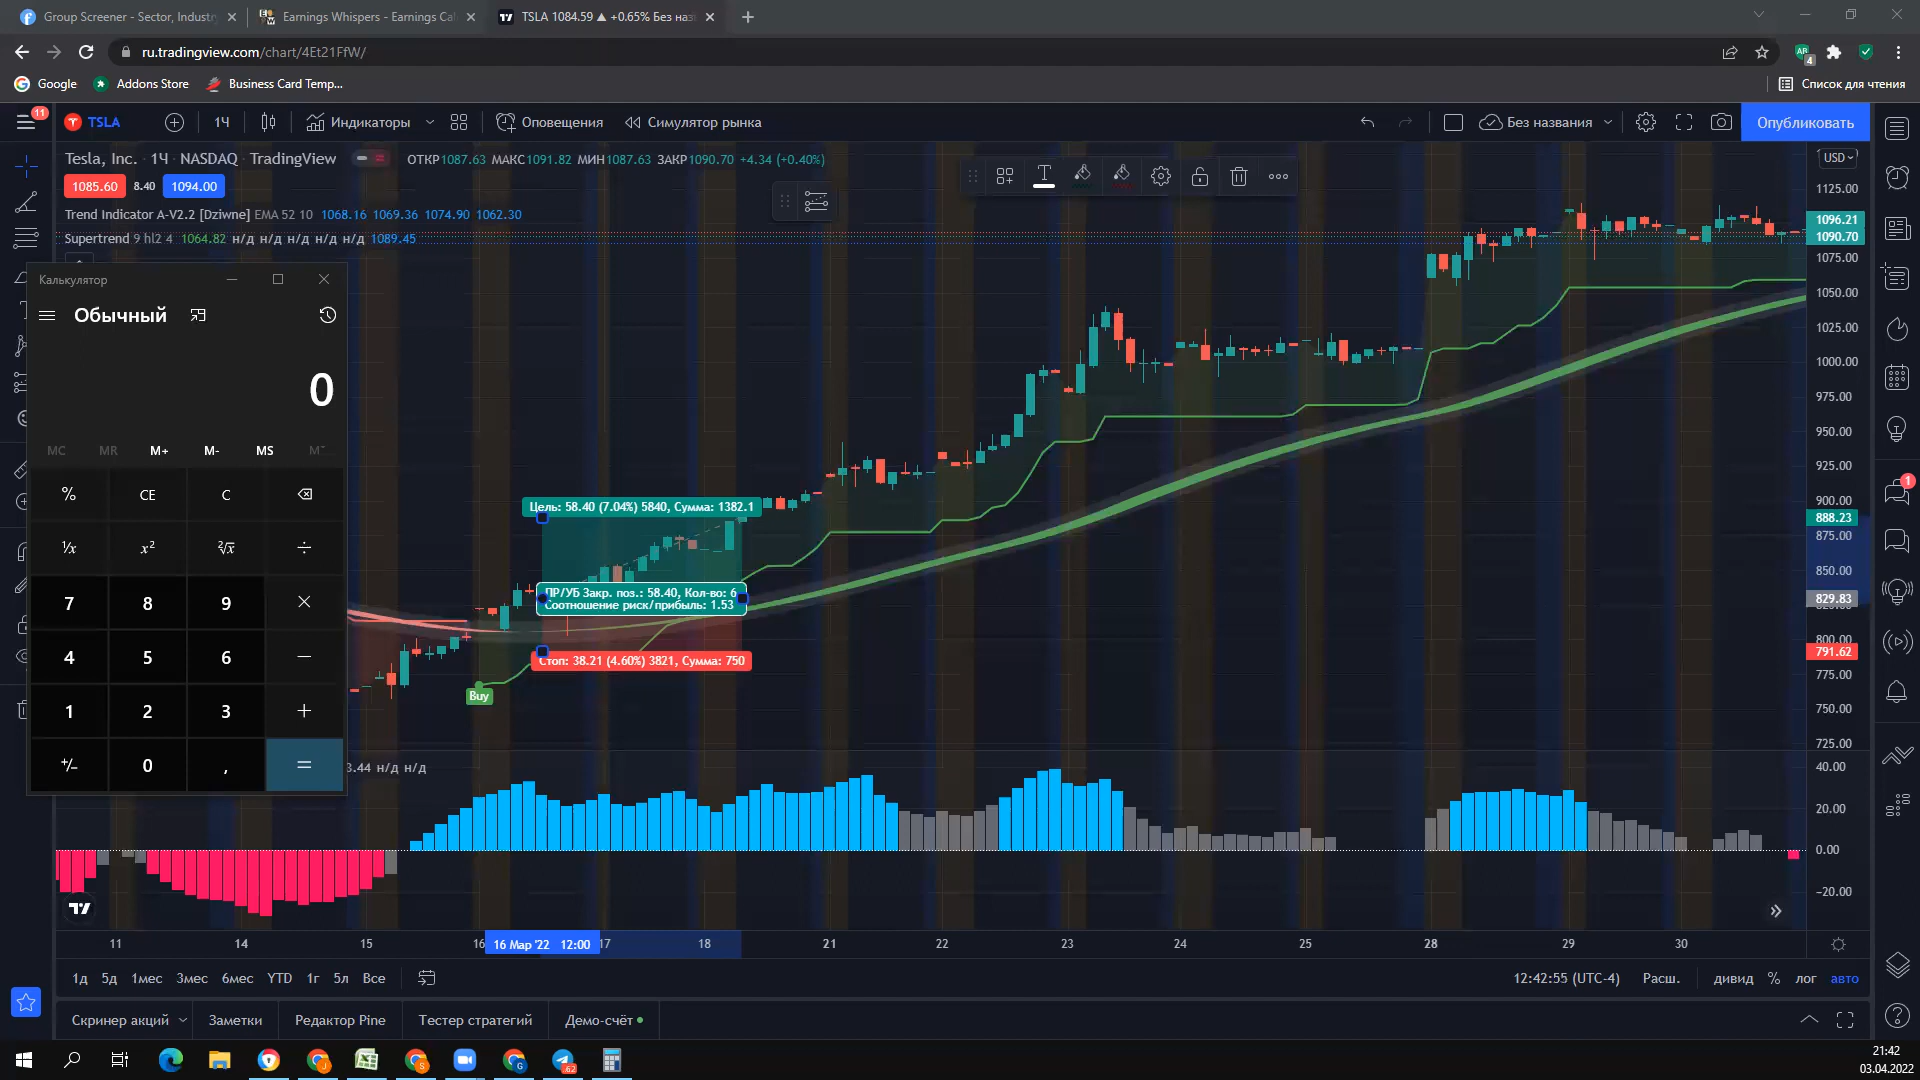 Group Screener - Sector, Industry
Earnings Whispers - Earnings Cal
TSLA 1084.59 ▲ +0.65% Без наз
ru.tradingview.com/chart/4Et21FfW/
4
Google
Addons Store
Business Card Temp...
Список для чтения
11
TSLA
1Ч
Индикаторы
Оповещения
Симулятор рынка
Без названия
Опубликовать
Tesla, Inc. · 1Ч · NASDAQ · TradingView
ОТКР1087.63 МАКС1091.82 МИН1087.63 ЗАКР1090.70 +4.34 (+0.40%)
USD
1085.60 8.40 1094.00
Trend Indicator A-V2.2 [Dziwne] EMA 52 10 1068.16 1069.36 1074.90 1062.30
Supertrend 9 hl2 4 1064.82 н/д н/д н/д н/д н/д 1089.45
1125.00
1096.21
1090.70
1075.00
1050.00
1025.00
1000.00
975.00
950.00
925.00
900.00
888.23
875.00
850.00
829.83
800.00
791.62
775.00
750.00
725.00
40.00
20.00
0.00
−20.00
Калькулятор
Обычный
0
MC MR M+ M- MS
% CE C
¹/x x² ²√x ÷
7 8 9 ×
4 5 6 −
1 2 3 +
+/- 0 , =
Цель: 58.40 (7.04%) 5840, Сумма: 1382.1
ПР/УБ Закр. поз.: 58.40, Кол-во: 6
Соотношение риск/прибыль: 1.53
Стоп: 38.21 (4.60%) 3821, Сумма: 750
Buy
3.44 н/д н/д
11 14 15 16 16 Мар '22 12:00 17 18 21 22 23 24 25 28 29 30
1д 5д 1мес 3мес 6мес YTD 1г 5л Все
12:42:55 (UTC-4) Расш. дивид % лог авто
Скринер акций Заметки Редактор Pine Тестер стратегий Демо-счёт
1
62
21:42
03.04.2022